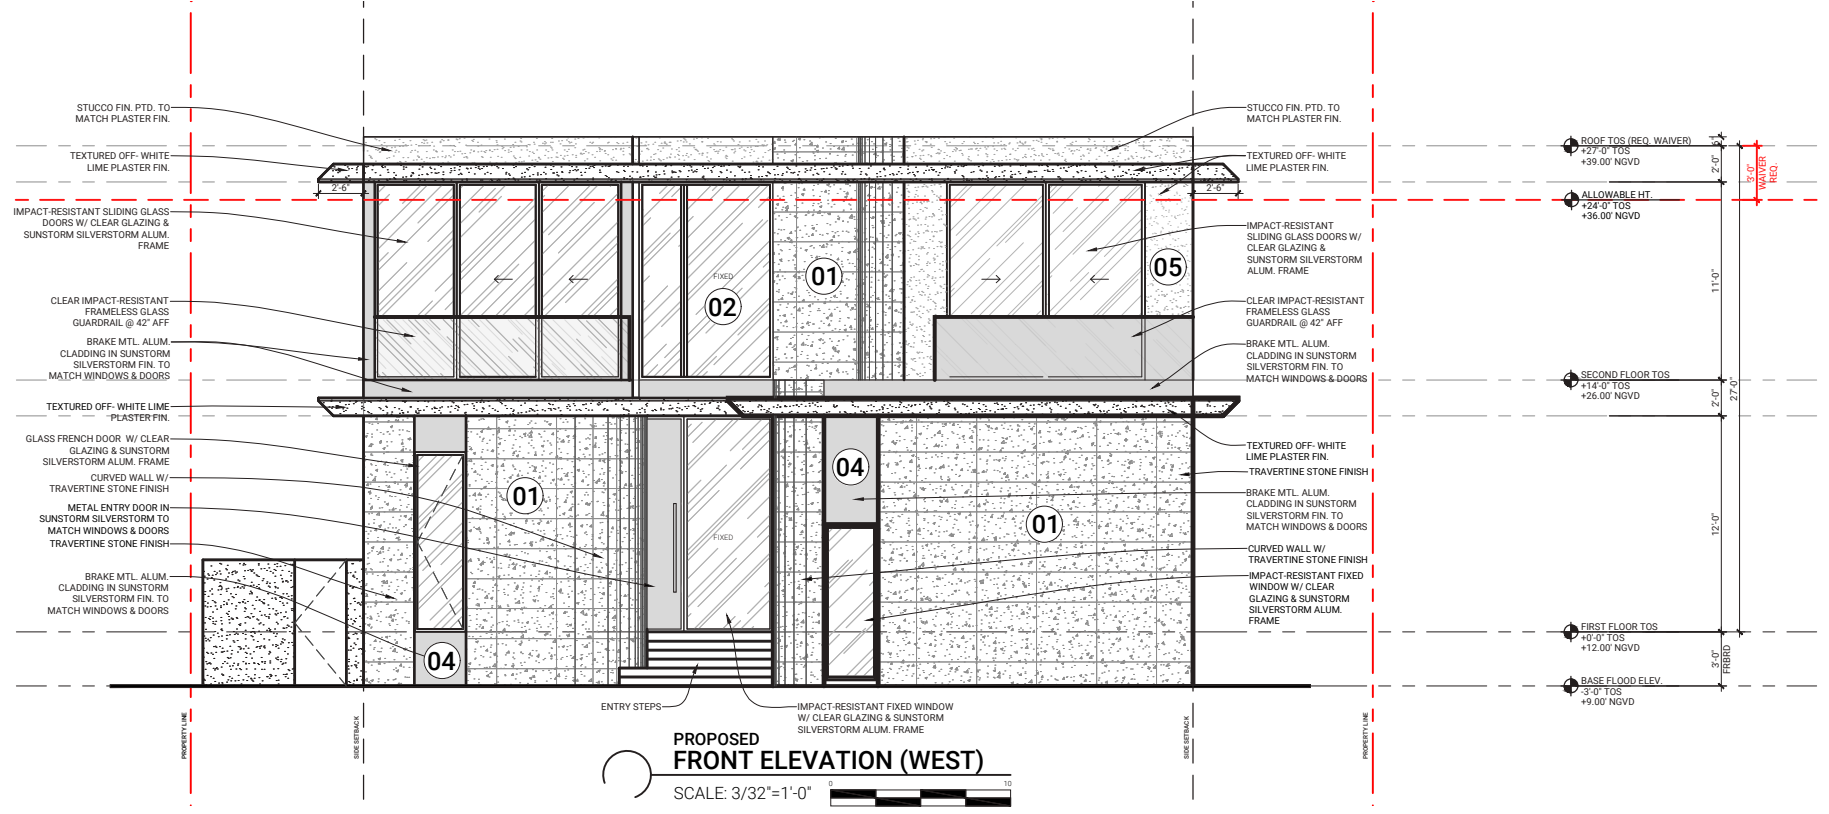 STUCCO FIN. PTD. TO
MATCH PLASTER FIN.
TEXTURED OFF- WHITE
LIME PLASTER FIN.
2'-6"
IMPACT-RESISTANT SLIDING GLASS
DOORS W/ CLEAR GLAZING &
SUNSTORM SILVERSTORM ALUM.
FRAME
CLEAR IMPACT-RESISTANT
FRAMELESS GLASS
GUARDRAIL @ 42" AFF
BRAKE MTL. ALUM.
CLADDING IN SUNSTORM
SILVERSTORM FIN. TO
MATCH WINDOWS & DOORS
TEXTURED OFF- WHITE LIME
PLASTER FIN.
GLASS FRENCH DOOR W/ CLEAR
GLAZING & SUNSTORM
SILVERSTORM ALUM. FRAME
CURVED WALL W/
TRAVERTINE STONE FINISH
METAL ENTRY DOOR IN
SUNSTORM SILVERSTORM TO
MATCH WINDOWS & DOORS
TRAVERTINE STONE FINISH
BRAKE MTL. ALUM.
CLADDING IN SUNSTORM
SILVERSTORM FIN. TO
MATCH WINDOWS & DOORS
FIXED
02
01
05
01
04
01
FIXED
04
STUCCO FIN. PTD. TO
MATCH PLASTER FIN.
TEXTURED OFF- WHITE
LIME PLASTER FIN.
2'-6"
IMPACT-RESISTANT
SLIDING GLASS DOORS W/
CLEAR GLAZING &
SUNSTORM SILVERSTORM
ALUM. FRAME
CLEAR IMPACT-RESISTANT
FRAMELESS GLASS
GUARDRAIL @ 42" AFF
BRAKE MTL. ALUM.
CLADDING IN SUNSTORM
SILVERSTORM FIN. TO
MATCH WINDOWS & DOORS
TEXTURED OFF- WHITE
LIME PLASTER FIN.
TRAVERTINE STONE FINISH
BRAKE MTL. ALUM.
CLADDING IN SUNSTORM
SILVERSTORM FIN. TO
MATCH WINDOWS & DOORS
CURVED WALL W/
TRAVERTINE STONE FINISH
IMPACT-RESISTANT FIXED
WINDOW W/ CLEAR
GLAZING & SUNSTORM
SILVERSTORM ALUM.
FRAME
ROOF TOS (REQ. WAIVER)
+27'-0" TOS
+39.00' NGVD
ALLOWABLE HT.
+24'-0" TOS
+36.00' NGVD
SECOND FLOOR TOS
+14'-0" TOS
+26.00' NGVD
FIRST FLOOR TOS
+0'-0" TOS
+12.00' NGVD
BASE FLOOD ELEV.
-3'-0" TOS
+9.00' NGVD
2'-0"
11'-0"
2'-0"
12'-0"
3'-0"
FRBRD
27'-0"
3'-0"
WAIVER
REQ.
ENTRY STEPS
IMPACT-RESISTANT FIXED WINDOW
W/ CLEAR GLAZING & SUNSTORM
SILVERSTORM ALUM. FRAME
PROPERTY LINE
SIDE SETBACK
SIDE SETBACK
PROPERTY LINE
PROPOSED
FRONT ELEVATION (WEST)
SCALE: 3/32"=1'-0"
0
10